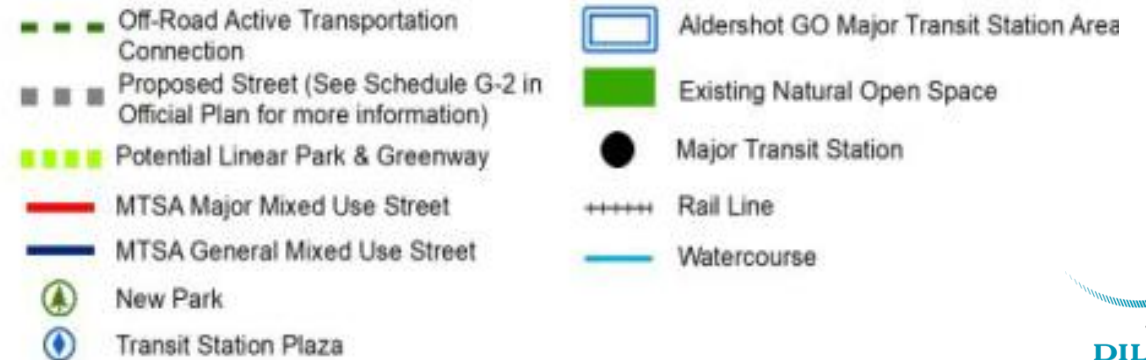 Off-Road Active Transportation
Connection
Proposed Street (See Schedule G-2 in
Official Plan for more information)
Potential Linear Park & Greenway
MTSA Major Mixed Use Street
MTSA General Mixed Use Street
New Park
Transit Station Plaza
Aldershot GO Major Transit Station Area
Existing Natural Open Space
Major Transit Station
Rail Line
Watercourse